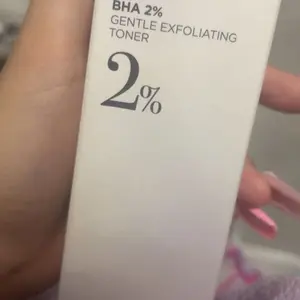 BHA 2%
GENTLE EXFOLIATING
TONER
2%